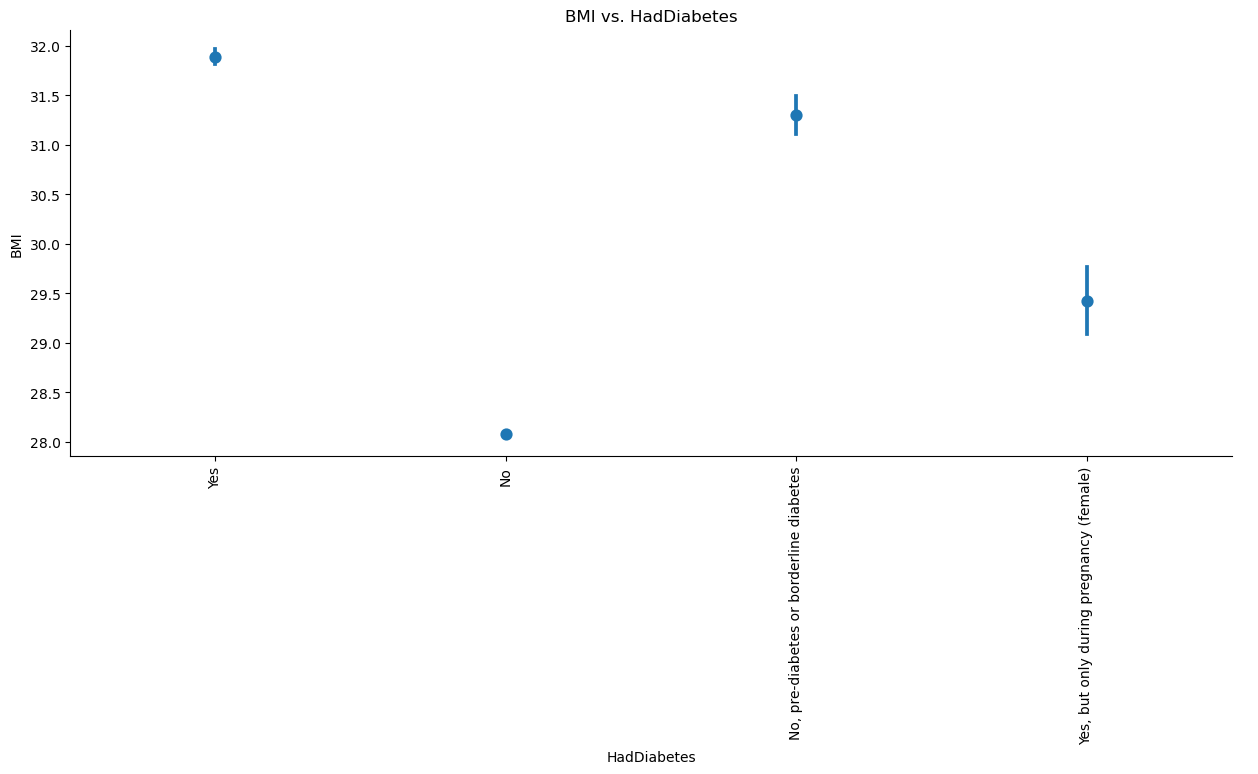 BMI vs. HadDiabetes
32.0
31.5
31.0
30.5
30.0
29.5
29.0
28.5
28.0
BMI
Yes
No
No, pre-diabetes or borderline diabetes
Yes, but only during pregnancy (female)
HadDiabetes